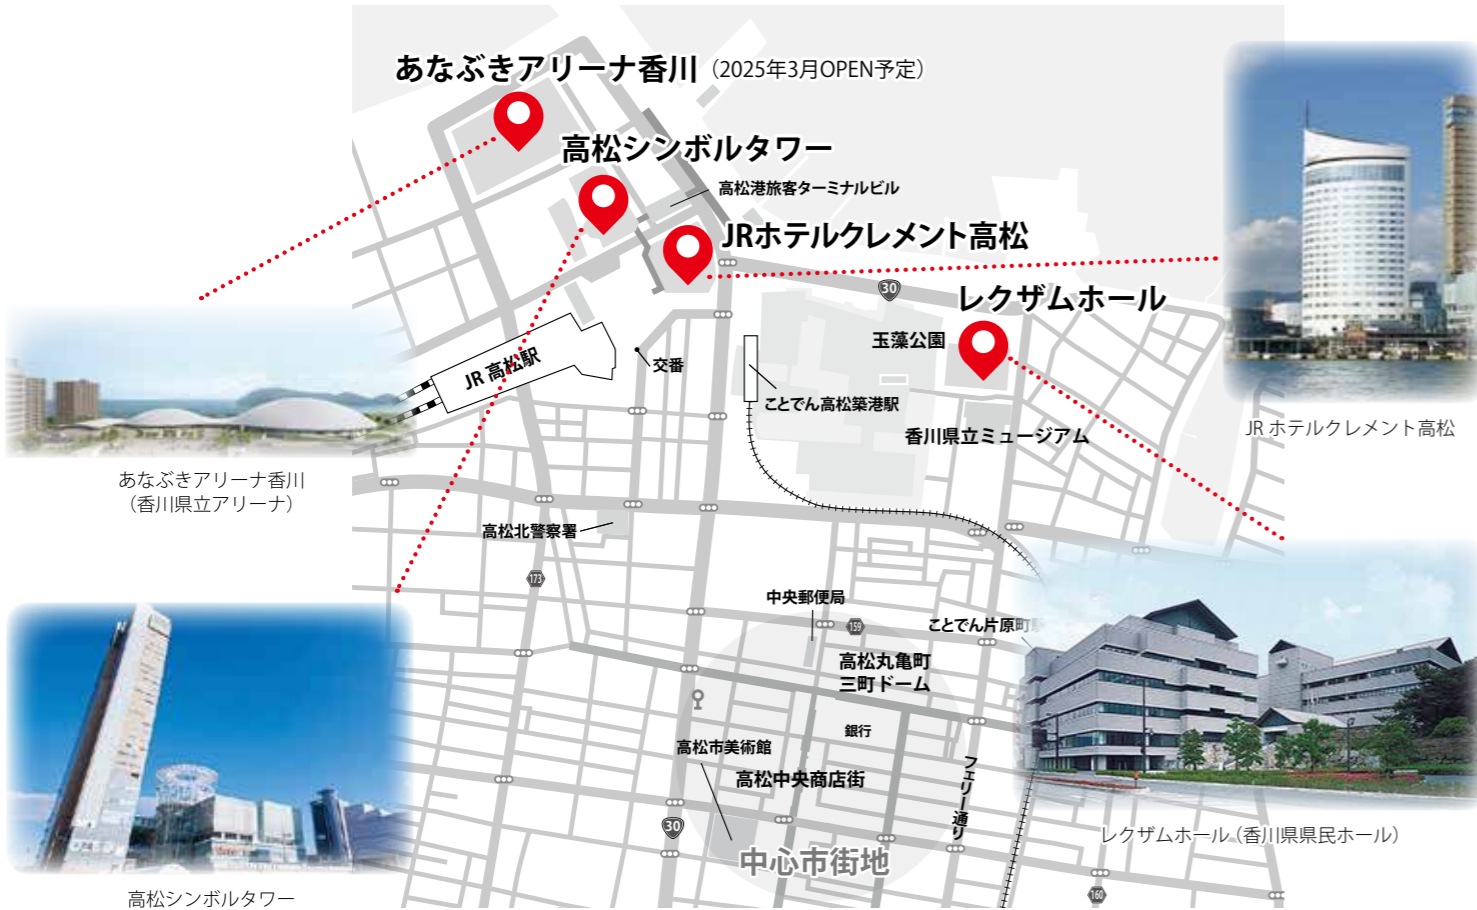 あなぶきアリーナ香川（2025年3月OPEN予定）
高松シンボルタワー
高松港旅客ターミナルビル
JRホテルクレメント高松
30
レクザムホール
玉藻公園
JR 高松駅
交番
ことでん高松築港駅
香川県立ミュージアム
JR ホテルクレメント高松
あなぶきアリーナ香川
（香川県立アリーナ）
高松北警察署
173
中央郵便局
159
ことでん片原町
高松丸亀町
三町ドーム
銀行
高松市美術館
高松中央商店街
フェリー通り
30
中心市街地
レクザムホール（香川県県民ホール）
160
高松シンボルタワー